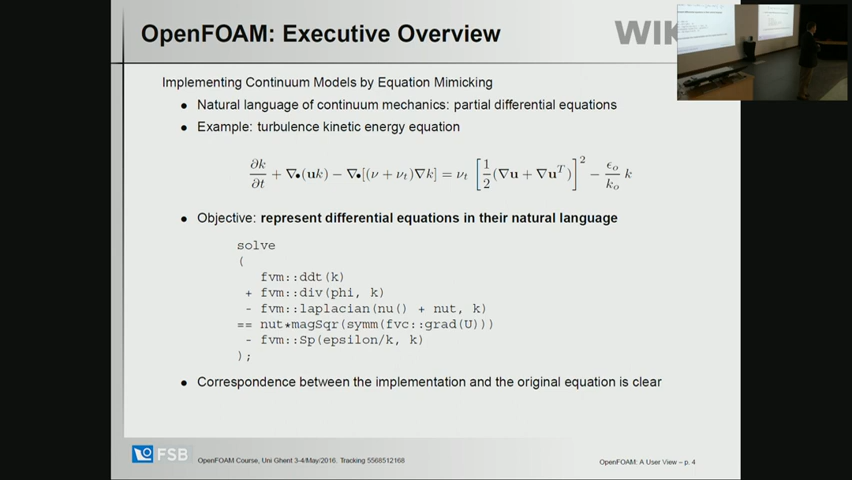 OpenFOAM: Executive Overview
WIK
Implementing Continuum Models by Equation Mimicking
• Natural language of continuum mechanics: partial differential equations
• Example: turbulence kinetic energy equation
∂k/∂t + ∇•(uk) − ∇•[(ν + νt)∇k] = νt [1/2 (∇u + ∇u^T)]^2 − ϵo/ko k
• Objective: represent differential equations in their natural language
solve
(
fvm::ddt(k)
+ fvm::div(phi, k)
- fvm::laplacian(nu() + nut, k)
== nut*magSqr(symm(fvc::grad(U)))
- fvm::Sp(epsilon/k, k)
);
• Correspondence between the implementation and the original equation is clear
FSB
OpenFOAM Course, Uni Ghent 3-4/May/2016. Tracking 5568512168
OpenFOAM: A User View – p. 4